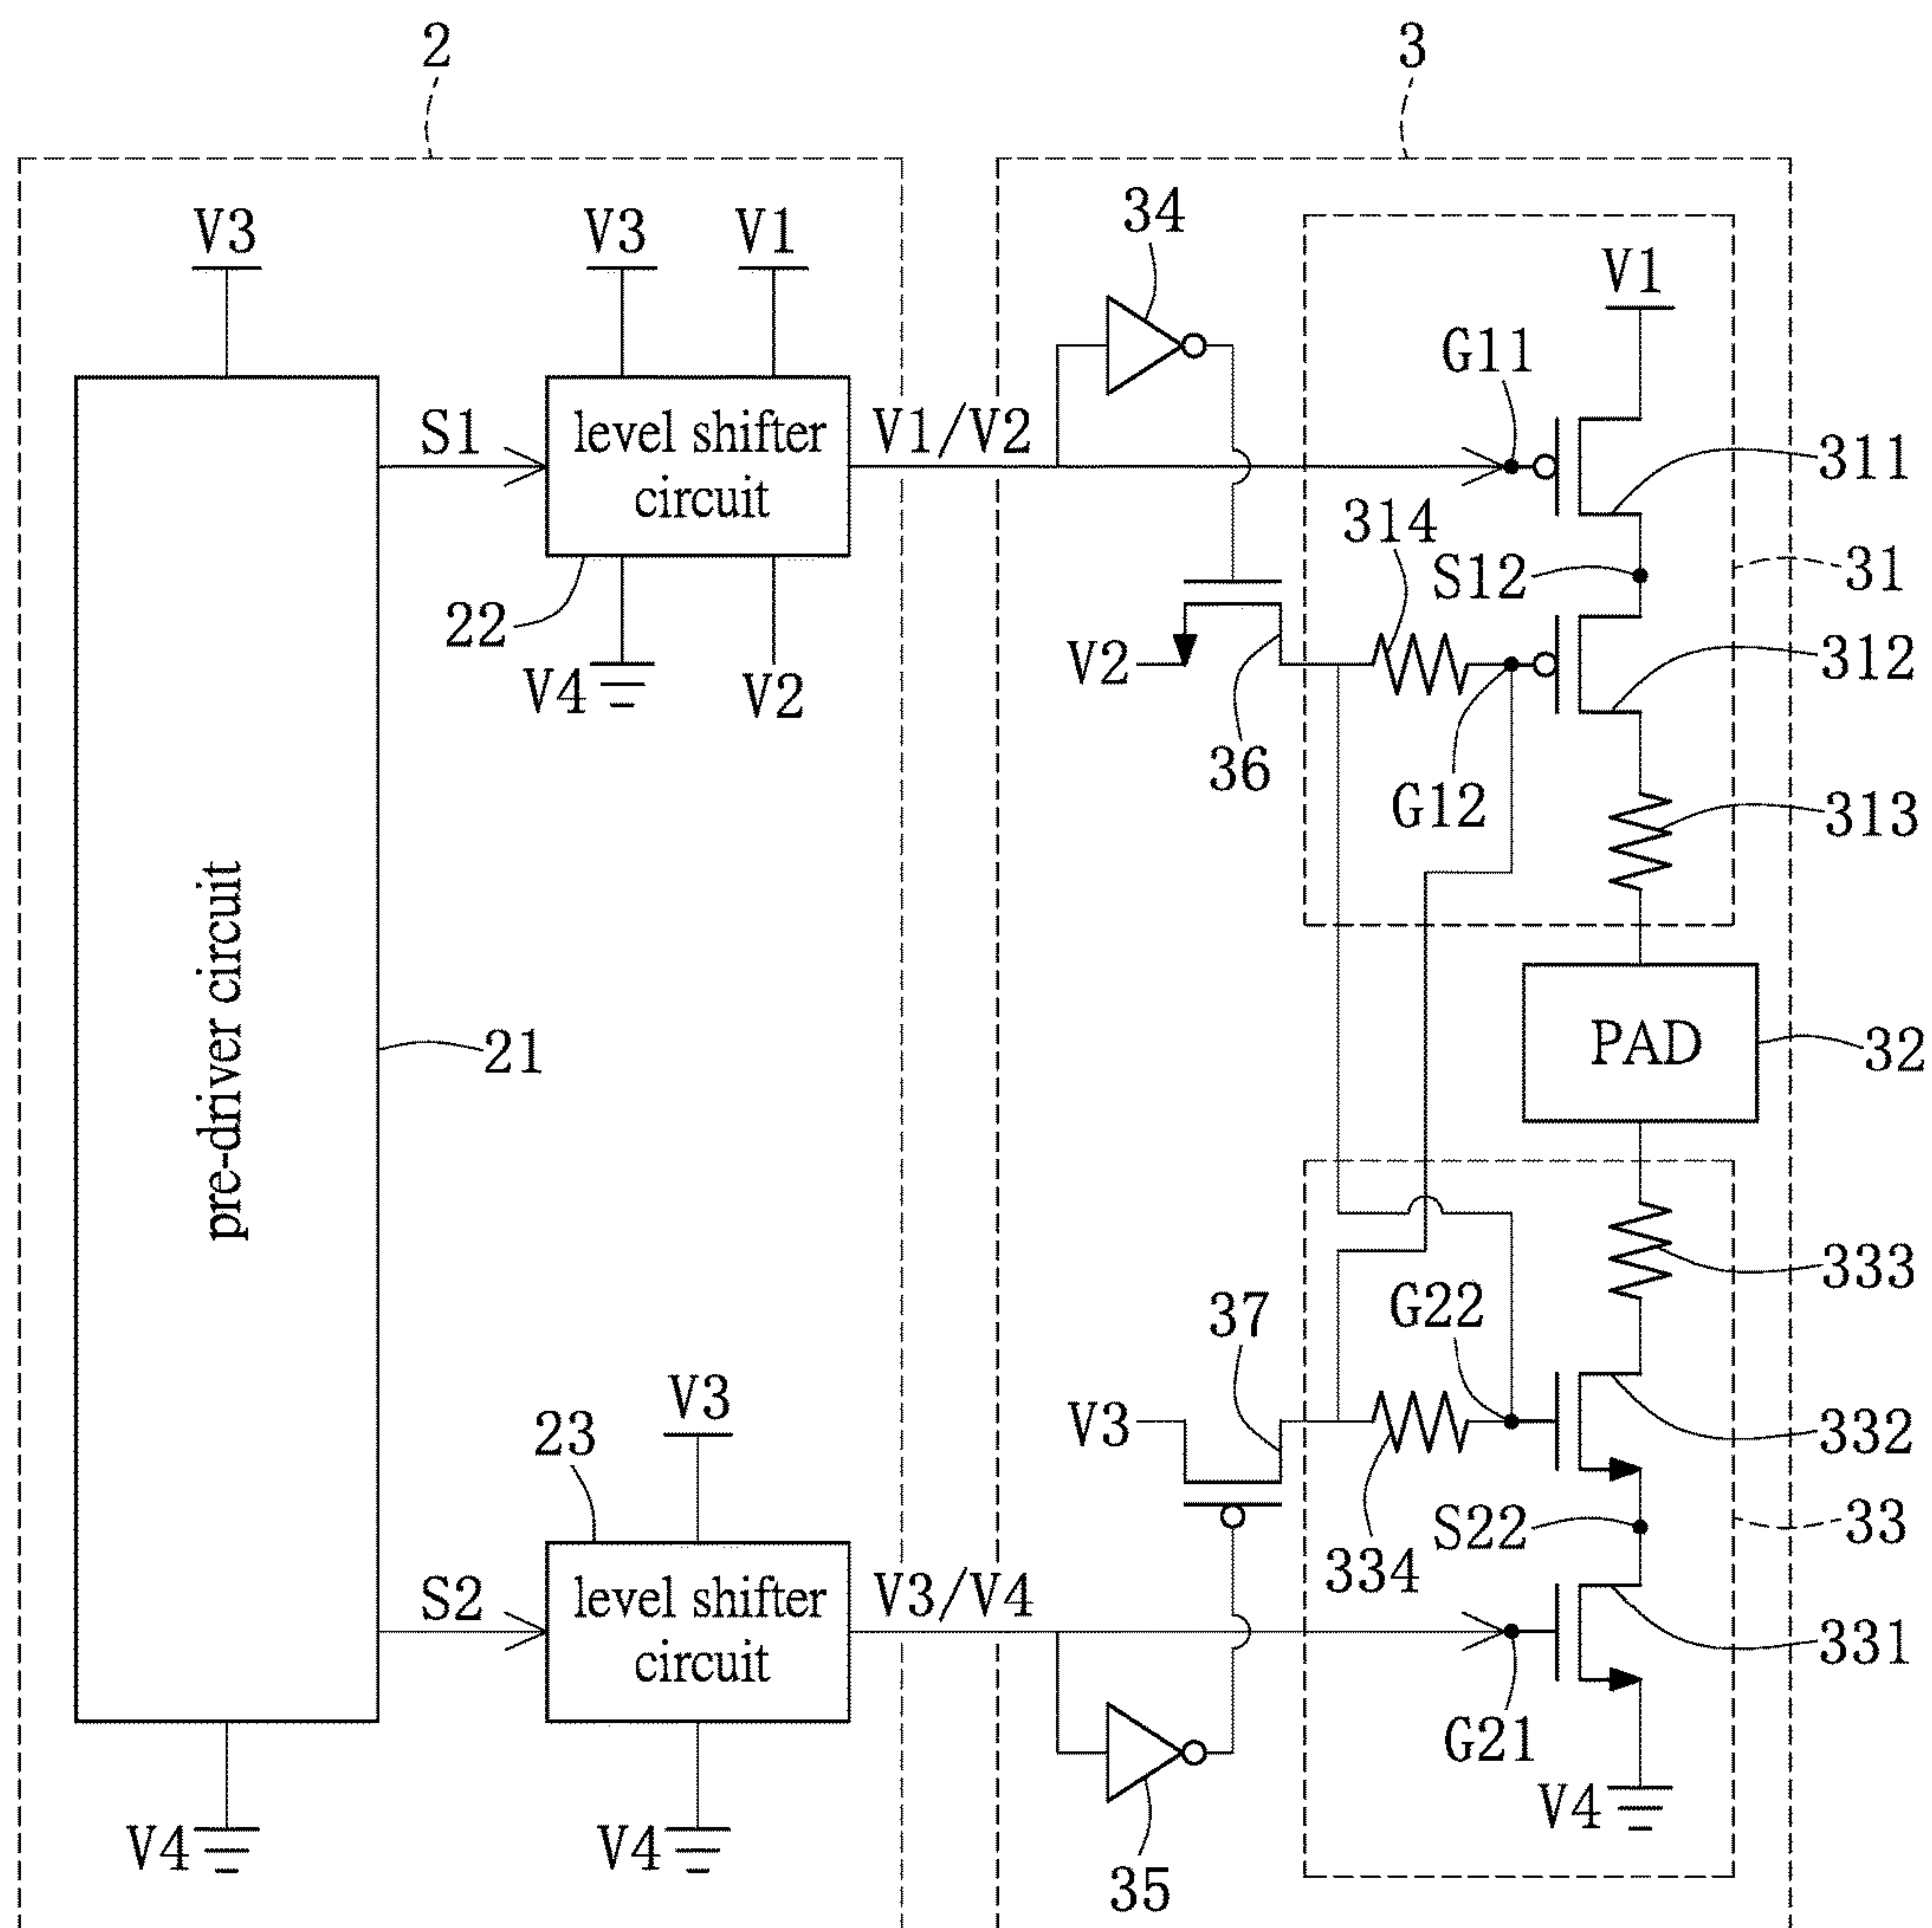 2
3
V3
V3
V1
34
V1
G11
S1
level shifter
circuit
V1/V2
311
314
S12
31
22
V4
V2
V2
36
312
G12
313
pre-driver circuit
21
PAD
32
333
G22
37
V3
V3
23
332
S22
33
334
S2
level shifter
circuit
V3/V4
331
G21
V4
V4
V4
35